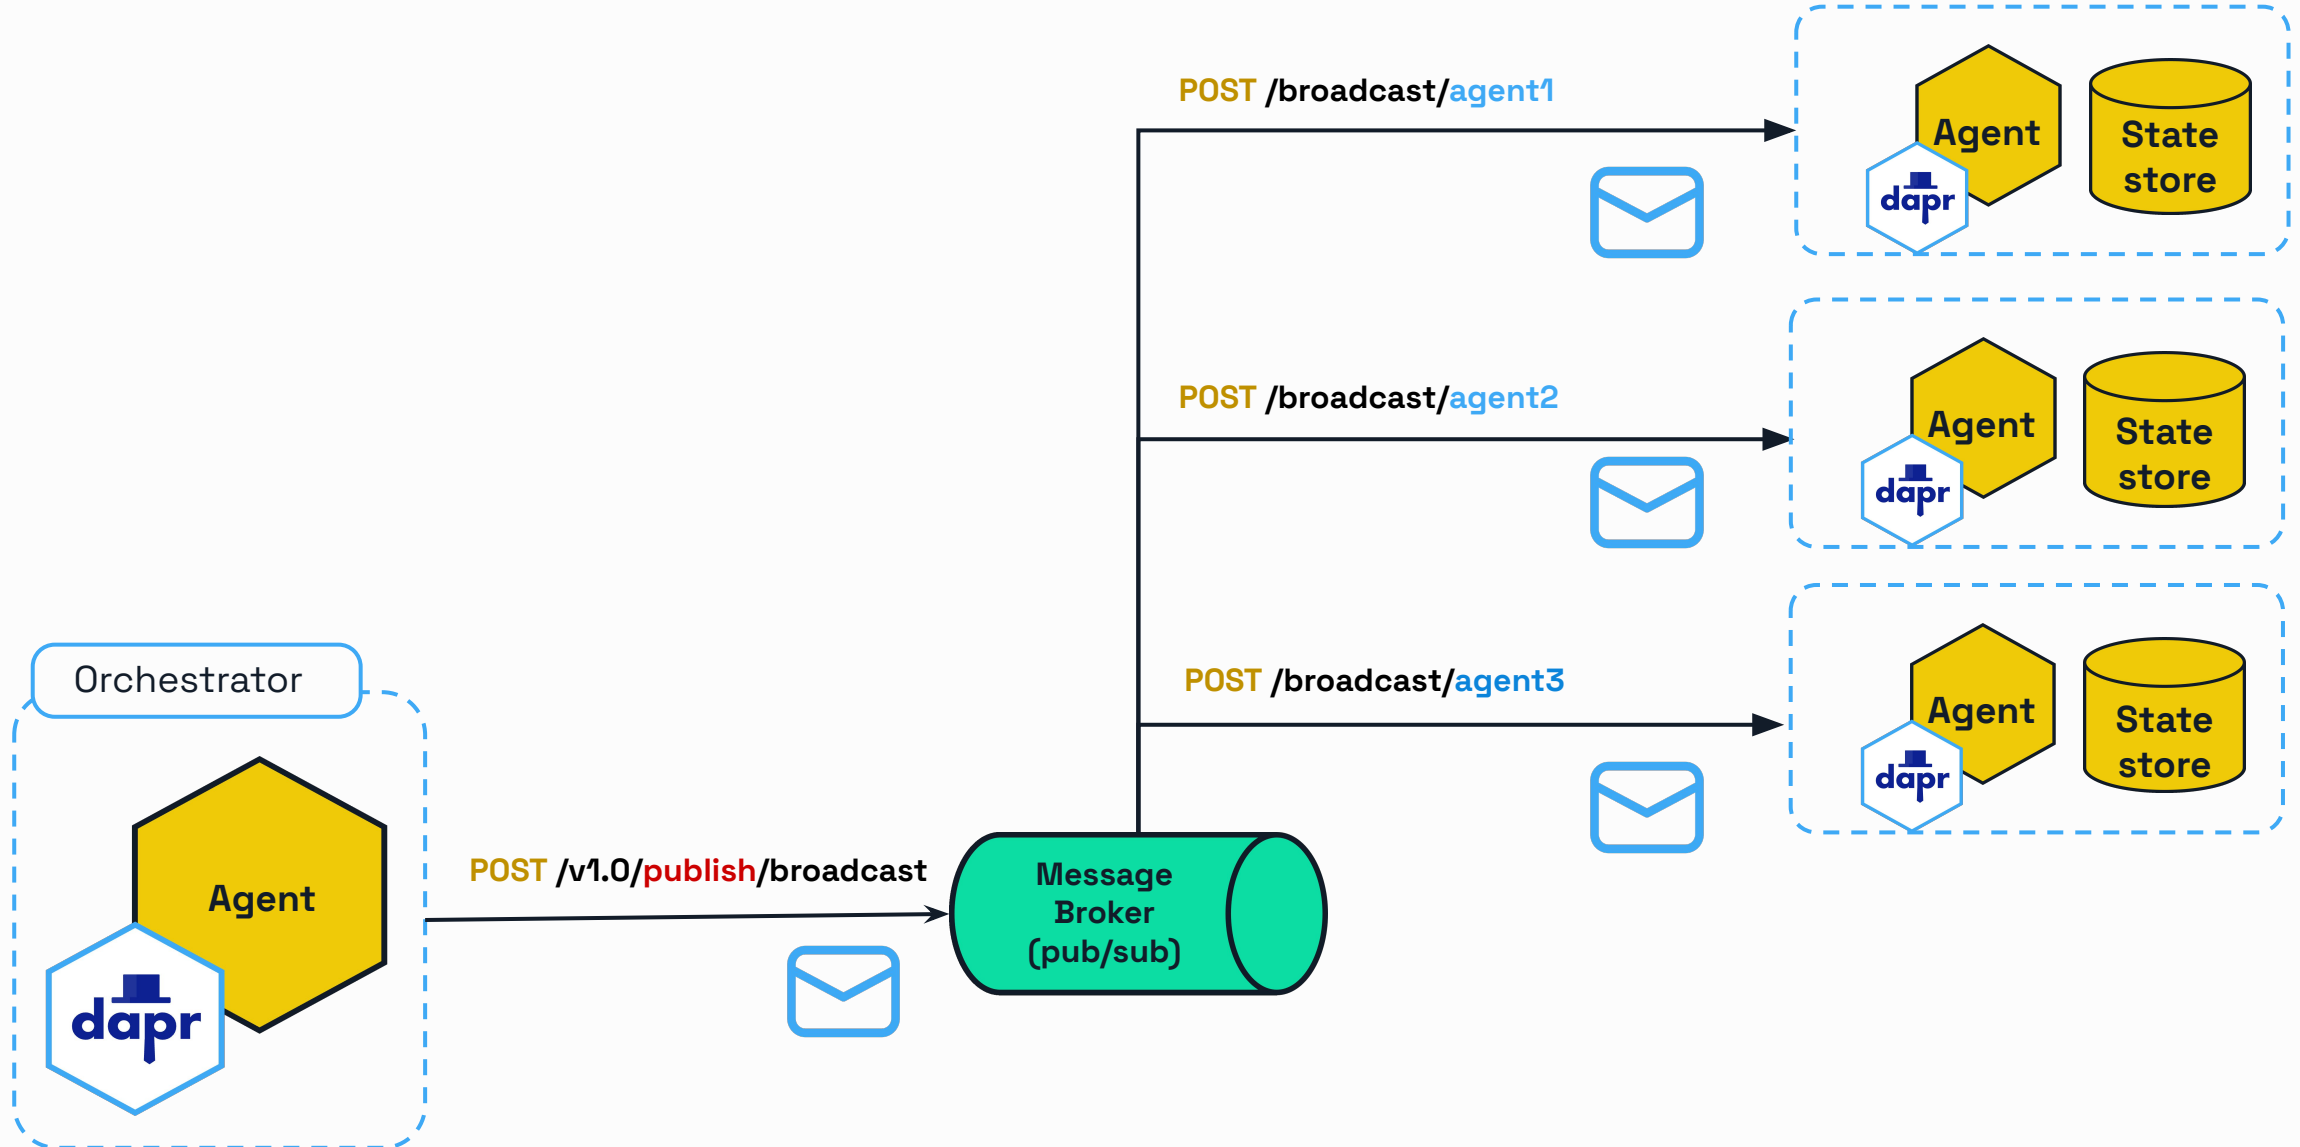 POST /broadcast/agent1
Agent
dapr
State
store
POST /broadcast/agent2
Agent
dapr
State
store
POST /broadcast/agent3
Agent
dapr
State
store
Orchestrator
Agent
dapr
POST /v1.0/publish/broadcast
Message
Broker
(pub/sub)